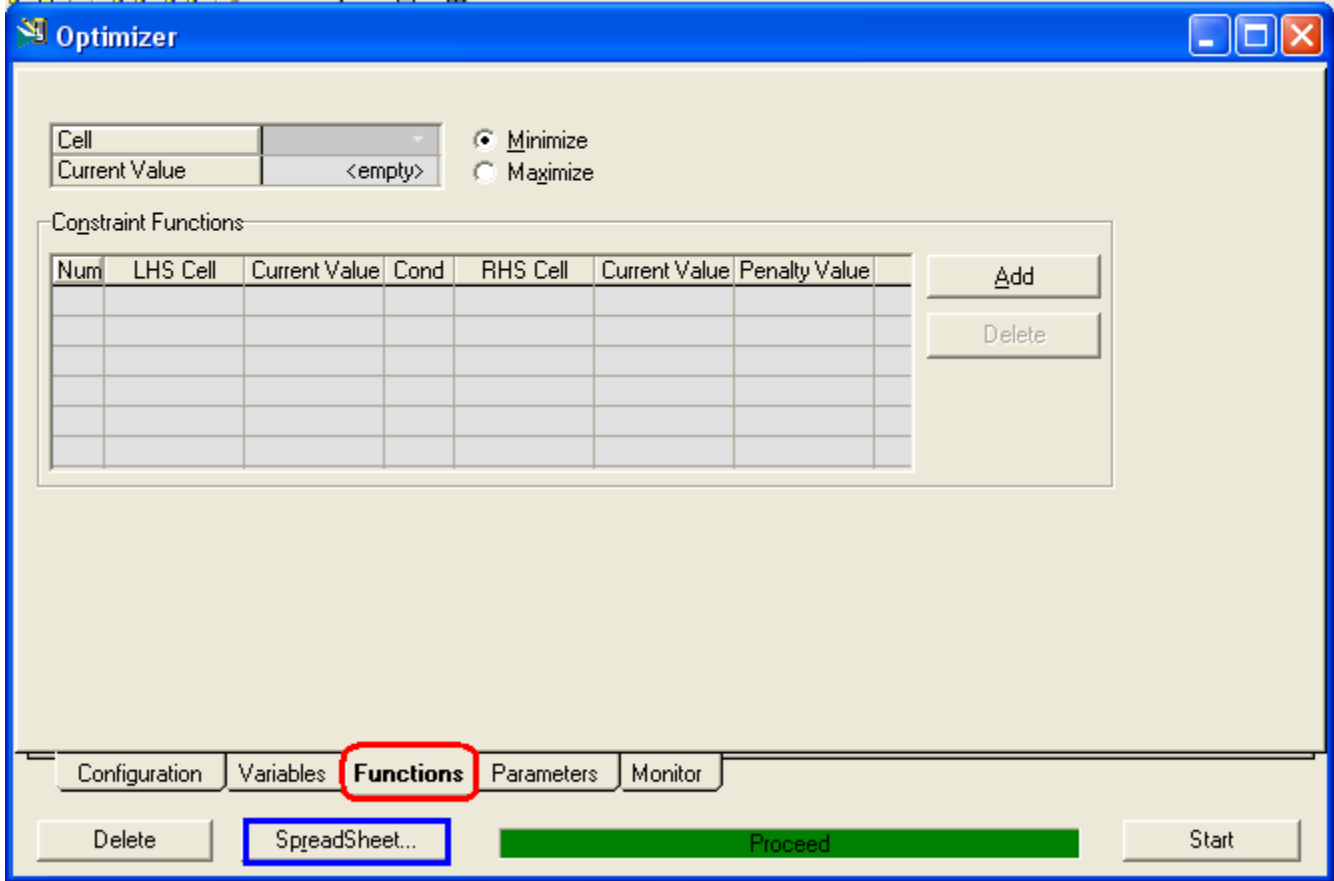 Optimizer
Cell
Minimize
Current Value <empty>
Maximize
Constraint Functions
Num LHS Cell Current Value Cond RHS Cell Current Value Penalty Value
Add
Delete
Configuration Variables Functions Parameters Monitor
Delete SpreadSheet... Proceed Start